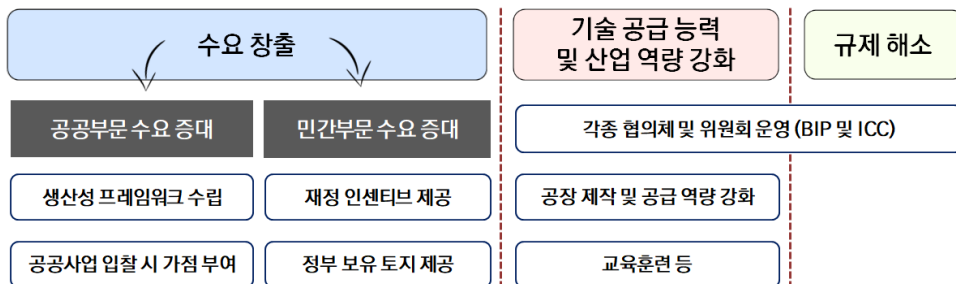 수요 창출
기술 공급 능력
및 산업 역량 강화
규제 해소
공공부문 수요 증대
민간부문 수요 증대
각종 협의체 및 위원회 운영 (BIP 및 ICC)
생산성 프레임워크 수립
재정 인센티브 제공
공장 제작 및 공급 역량 강화
공공사업 입찰 시 가점 부여
정부 보유 토지 제공
교육훈련 등